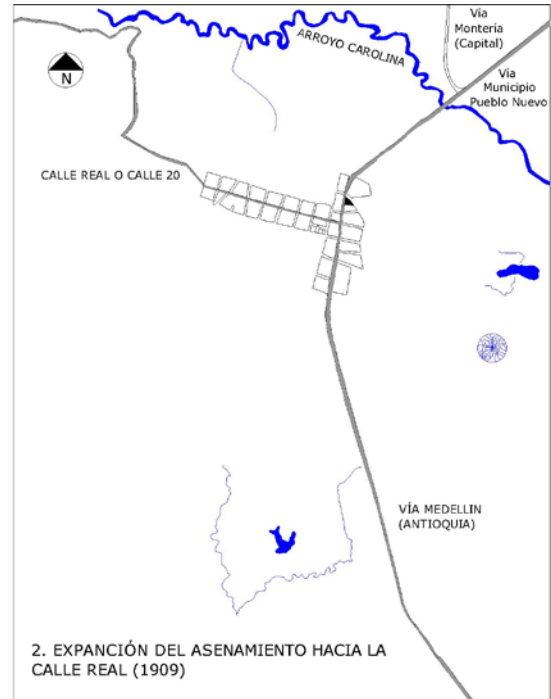 Vía
Montería
(Capital)
ARROYO CAROLINA
Vía
Municipio
Pueblo Nuevo
N
CALLE REAL O CALLE 20
VÍA MEDELLIN
(ANTIOQUIA)
2. EXPANCIÓN DEL ASENAMIENTO HACIA LA
CALLE REAL (1909)